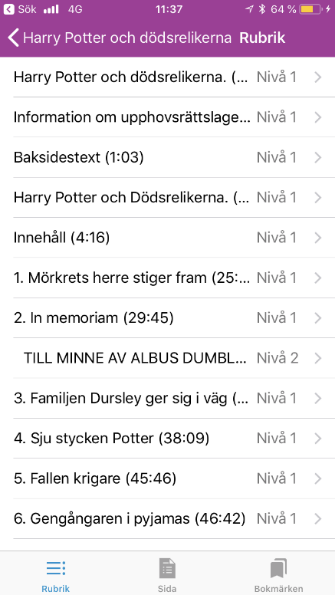 Sök 4G 11:37 64 %
Harry Potter och dödsrelikerna Rubrik
Harry Potter och dödsrelikerna. (... Nivå 1
Information om upphovsrättslage... Nivå 1
Baksidestext (1:03) Nivå 1
Harry Potter och Dödsrelikerna. (... Nivå 1
Innehåll (4:16) Nivå 1
1. Mörkrets herre stiger fram (25:... Nivå 1
2. In memoriam (29:45) Nivå 1
TILL MINNE AV ALBUS DUMBL... Nivå 2
3. Familjen Dursley ger sig i väg (... Nivå 1
4. Sju stycken Potter (38:09) Nivå 1
5. Fallen krigare (45:46) Nivå 1
6. Gengångaren i pyjamas (46:42) Nivå 1
Rubrik Sida Bokmärken